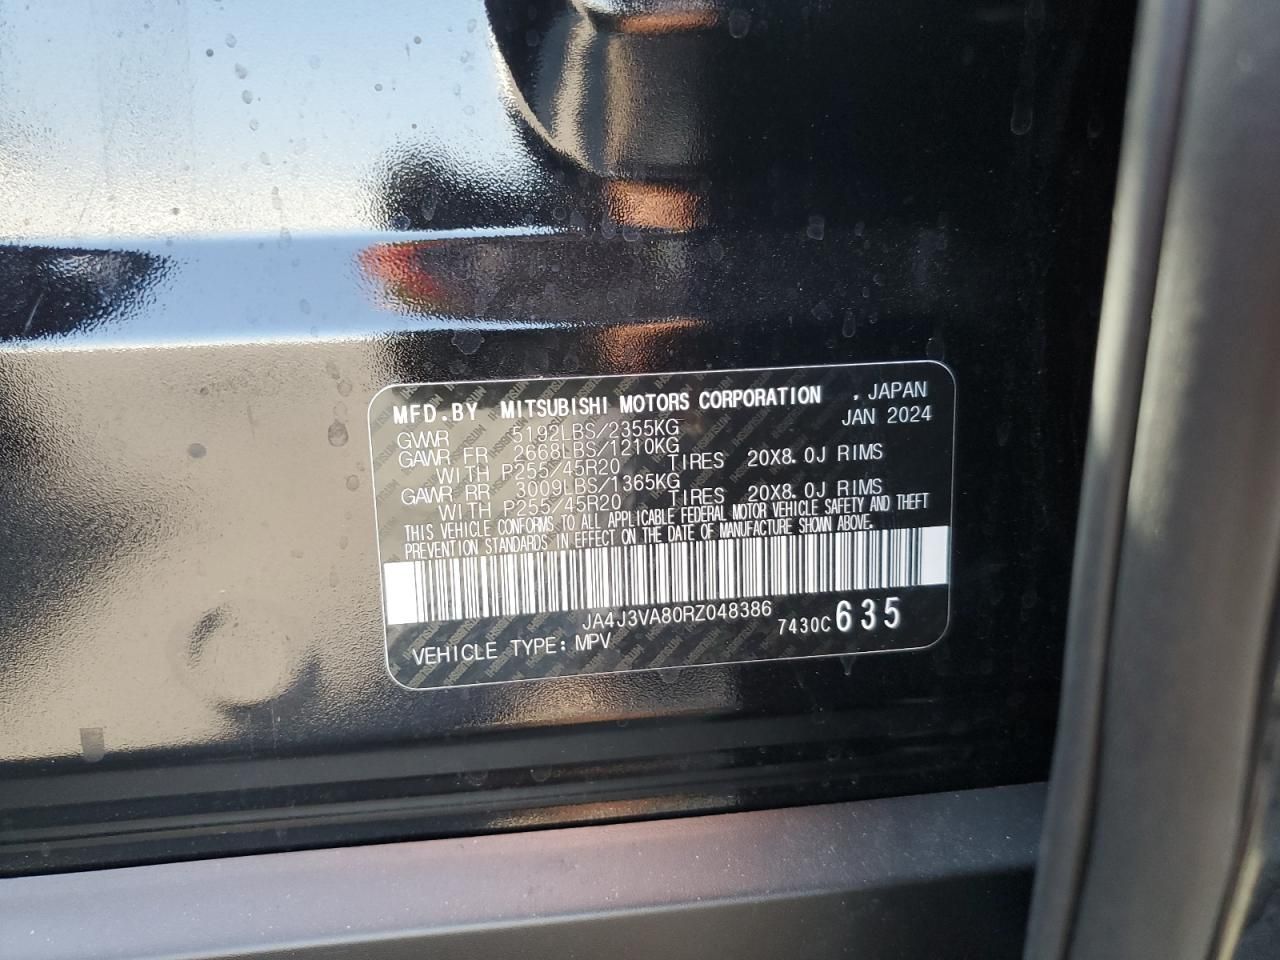 MFD.BY MITSUBISHI MOTORS CORPORATION . JAPAN
JAN 2024
GWWR 5192LBS/2355KG
GAWR FR 2668LBS/1210KG
WITH P255/45R20 TIRES 20X8.0J RIMS
GAWR RR 3009LBS/1365KG
WITH P255/45R20 TIRES 20X8.0J RIMS
THIS VEHICLE CONFORMS TO ALL APPLICABLE FEDERAL MOTOR VEHICLE SAFETY AND THEFT
PREVENTION STANDARDS IN EFFECT ON THE DATE OF MANUFACTURE SHOWN ABOVE.
JA4J3VA80RZ048386
7430C 635
VEHICLE TYPE: MPV